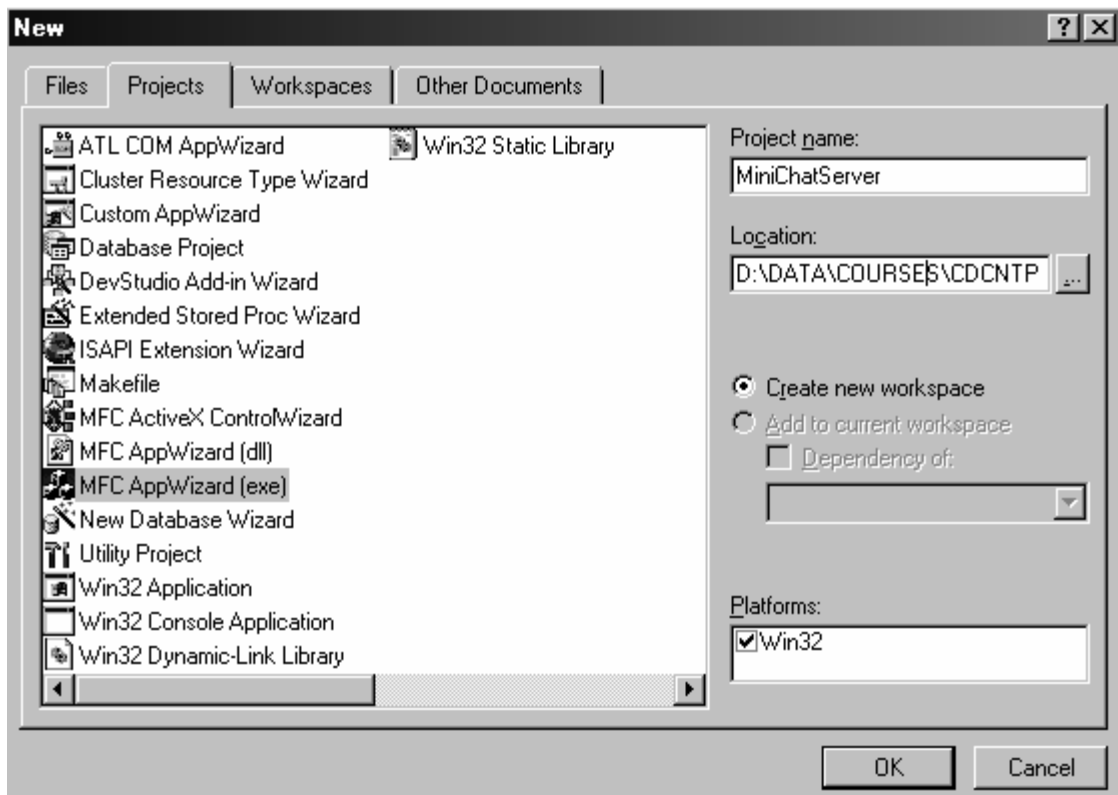 New
Files Projects Workspaces Other Documents
ATL COM AppWizard
Cluster Resource Type Wizard
Custom AppWizard
Database Project
DevStudio Add-in Wizard
Extended Stored Proc Wizard
ISAPI Extension Wizard
Makefile
MFC ActiveX ControlWizard
MFC AppWizard (dll)
MFC AppWizard (exe)
New Database Wizard
Utility Project
Win32 Application
Win32 Console Application
Win32 Dynamic-Link Library
Win32 Static Library
Project name:
MiniChatServer
Location:
D:\DATA\COURSES\CDCNTP ...
Create new workspace
Add to current workspace
Dependency of:
Platforms:
Win32
OK Cancel